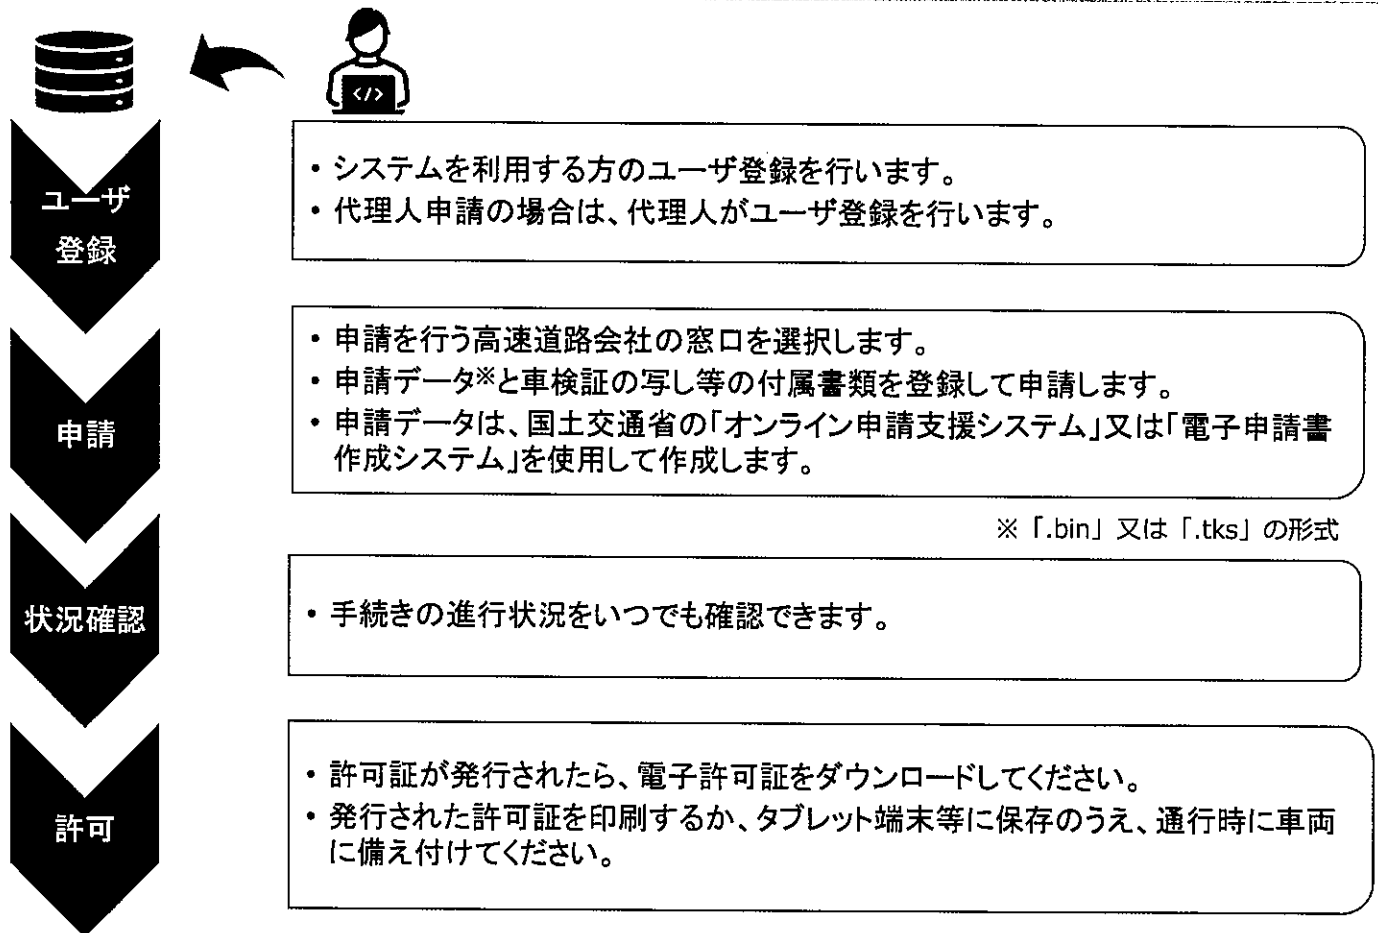 </>
ユーザ
登録
・システムを利用する方のユーザ登録を行います。
・代理人申請の場合は、代理人がユーザ登録を行います。
申請
・申請を行う高速道路会社の窓口を選択します。
・申請データ※と車検証の写し等の付属書類を登録して申請します。
・申請データは、国土交通省の「オンライン申請支援システム」又は「電子申請書
作成システム」を使用して作成します。
※「.bin」又は「.tks」の形式
状況確認
・手続きの進行状況をいつでも確認できます。
許可
・許可証が発行されたら、電子許可証をダウンロードしてください。
・発行された許可証を印刷するか、タブレット端末等に保存のうえ、通行時に車両
に備え付けてください。